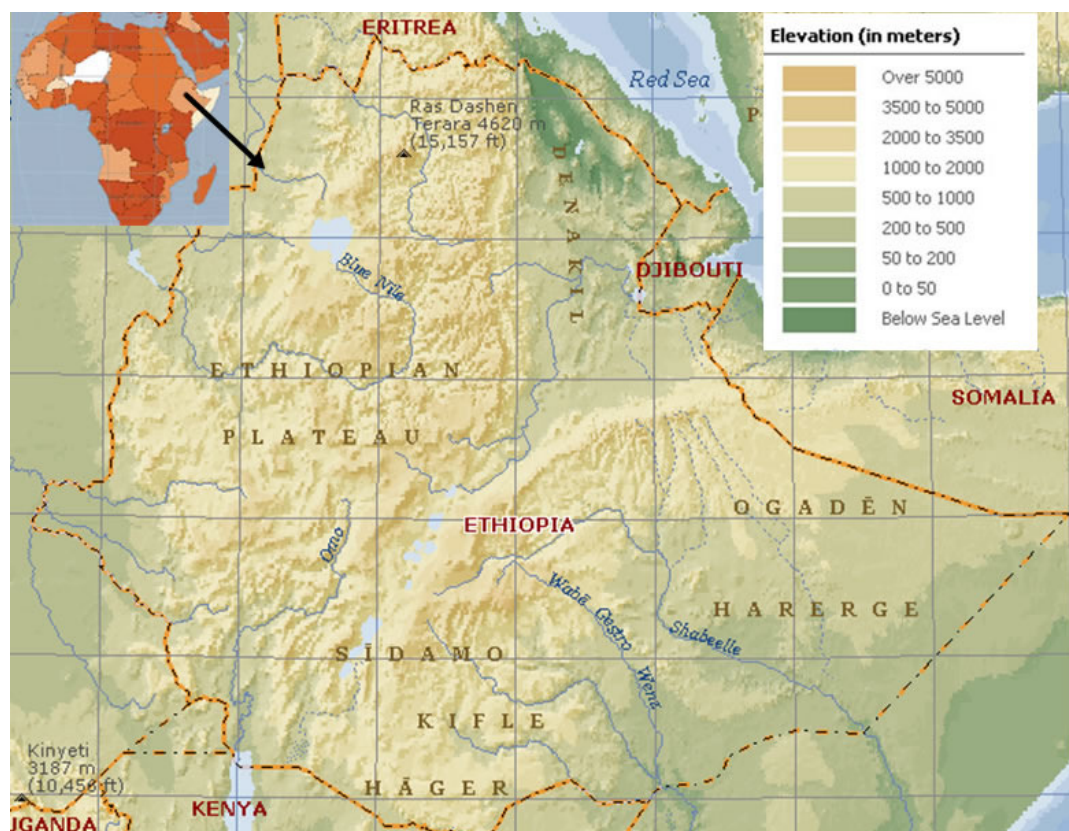 ERITREA
Red Sea
Ras Dashen
Terara 4620 m
(15,157 ft)
DENAKIL
Blue Nile
DJIBOUTI
ETHIOPIAN
PLATEAU
SOMALIA
OGADĒN
ETHIOPIA
Omo
Wabē Gestro
Wena
Shabeelle
HARERGE
SĪDAMO
KIFLE
HĀGER
Kinyeti
3187 m
(10,456 ft)
UGANDA
KENYA
Elevation (in meters)
Over 5000
3500 to 5000
2000 to 3500
1000 to 2000
500 to 1000
200 to 500
50 to 200
0 to 50
Below Sea Level